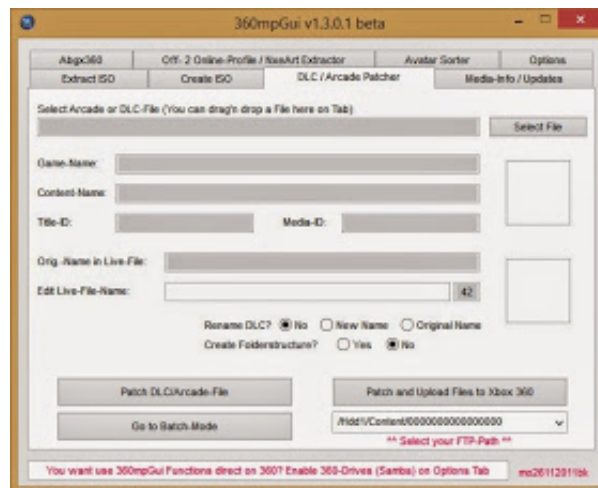 360mpGui v1.3.0.1 beta
Abgx360 Off- 2 Online-Profile / NxeArt Extractor Avatar Sorter Options
Extract ISO Create ISO DLC / Arcade Patcher Media-Info / Updates
Select Arcade or DLC-File (You can drag'n drop a File here on Tab)
Select File
Game-Name:
Content-Name:
Title-ID: Media-ID:
Orig.-Name in Live-File:
Edit Live-File-Name: 42
Rename DLC? No New Name Original Name
Create Folderstructure? Yes No
Patch DLC/Arcade-File Patch and Upload Files to Xbox 360
Go to Batch-Mode /Hdd1/Content/0000000000000000
^^ Select your FTP-Path ^^
You want use 360mpGui Functions direct on 360? Enable 360-Drives (Samba) on Options Tab mo26112011bk